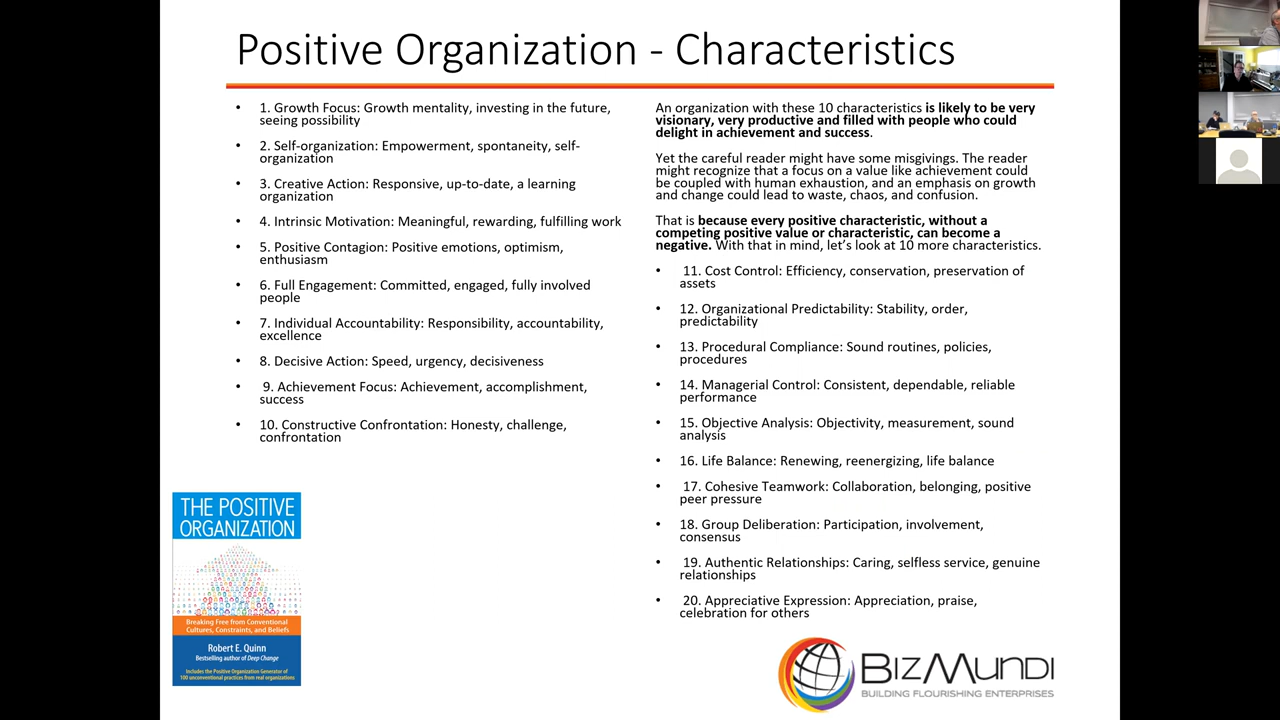 Positive Organization - Characteristics
• 1. Growth Focus: Growth mentality, investing in the future,
seeing possibility
• 2. Self-organization: Empowerment, spontaneity, self-
organization
• 3. Creative Action: Responsive, up-to-date, a learning
organization
• 4. Intrinsic Motivation: Meaningful, rewarding, fulfilling work
• 5. Positive Contagion: Positive emotions, optimism,
enthusiasm
• 6. Full Engagement: Committed, engaged, fully involved
people
• 7. Individual Accountability: Responsibility, accountability,
excellence
• 8. Decisive Action: Speed, urgency, decisiveness
• 9. Achievement Focus: Achievement, accomplishment,
success
• 10. Constructive Confrontation: Honesty, challenge,
confrontation
An organization with these 10 characteristics is likely to be very
visionary, very productive and filled with people who could
delight in achievement and success.
Yet the careful reader might have some misgivings. The reader
might recognize that a focus on a value like achievement could
be coupled with human exhaustion, and an emphasis on growth
and change could lead to waste, chaos, and confusion.
That is because every positive characteristic, without a
competing positive value or characteristic, can become a
negative. With that in mind, let's look at 10 more characteristics.
• 11. Cost Control: Efficiency, conservation, preservation of
assets
• 12. Organizational Predictability: Stability, order,
predictability
• 13. Procedural Compliance: Sound routines, policies,
procedures
• 14. Managerial Control: Consistent, dependable, reliable
performance
• 15. Objective Analysis: Objectivity, measurement, sound
analysis
• 16. Life Balance: Renewing, reenergizing, life balance
• 17. Cohesive Teamwork: Collaboration, belonging, positive
peer pressure
• 18. Group Deliberation: Participation, involvement,
consensus
• 19. Authentic Relationships: Caring, selfless service, genuine
relationships
• 20. Appreciative Expression: Appreciation, praise,
celebration for others
THE POSITIVE
ORGANIZATION
Breaking Free from Conventional
Cultures, Constraints, and Beliefs
Robert E. Quinn
Bestselling author of Deep Change
Includes the Positive Organization Generator of
100 unconventional practices from real organizations
BIZMUNDI
BUILDING FLOURISHING ENTERPRISES